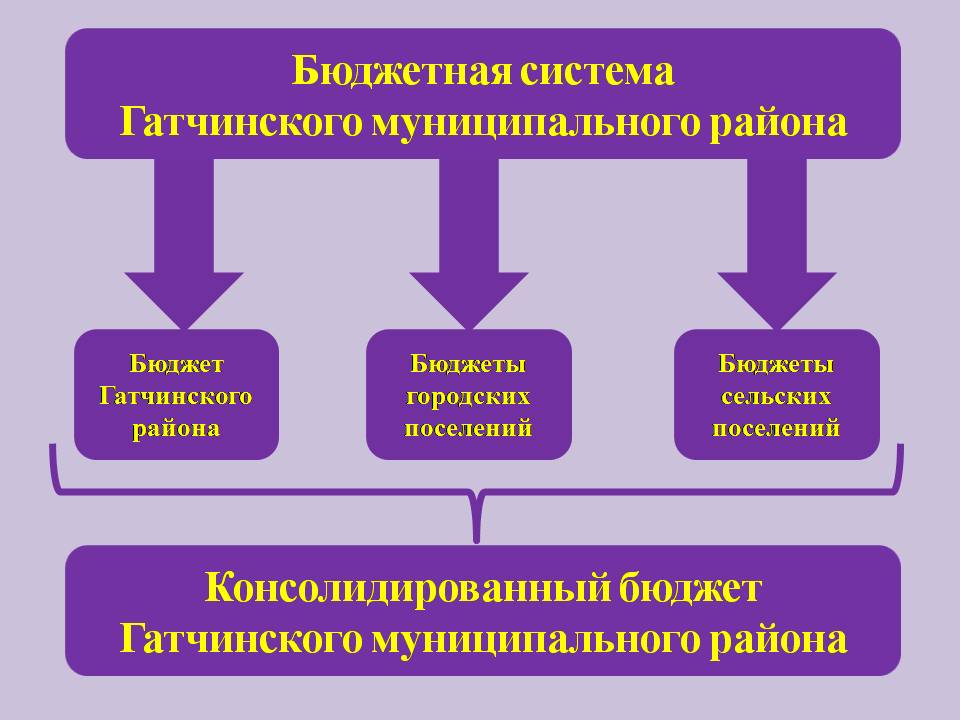 Бюджетная система
Гатчинского муниципального района
Бюджет
Гатчинского
района
Бюджеты
городских
поселений
Бюджеты
сельских
поселений
Консолидированный бюджет
Гатчинского муниципального района